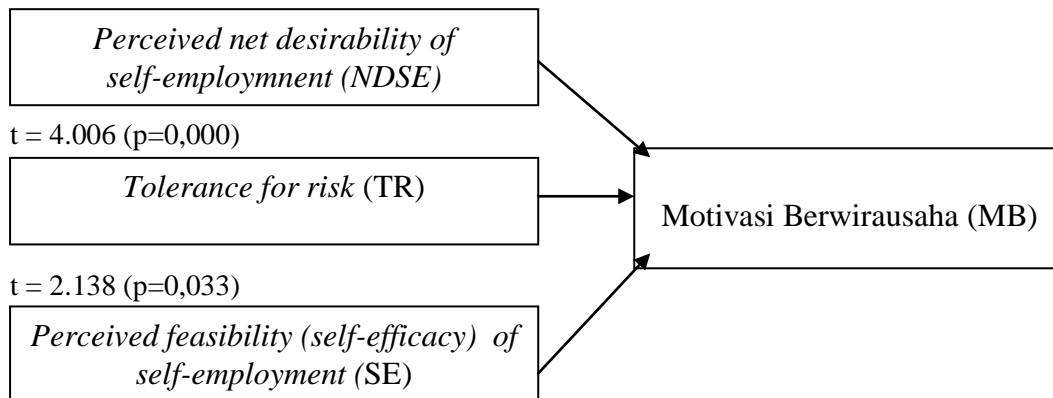 Perceived net desirability of
self-employmnent (NDSE)
t = 4.006 (p=0,000)
Tolerance for risk (TR)
Motivasi Berwirausaha (MB)
t = 2.138 (p=0,033)
Perceived feasibility (self-efficacy) of
self-employment (SE)